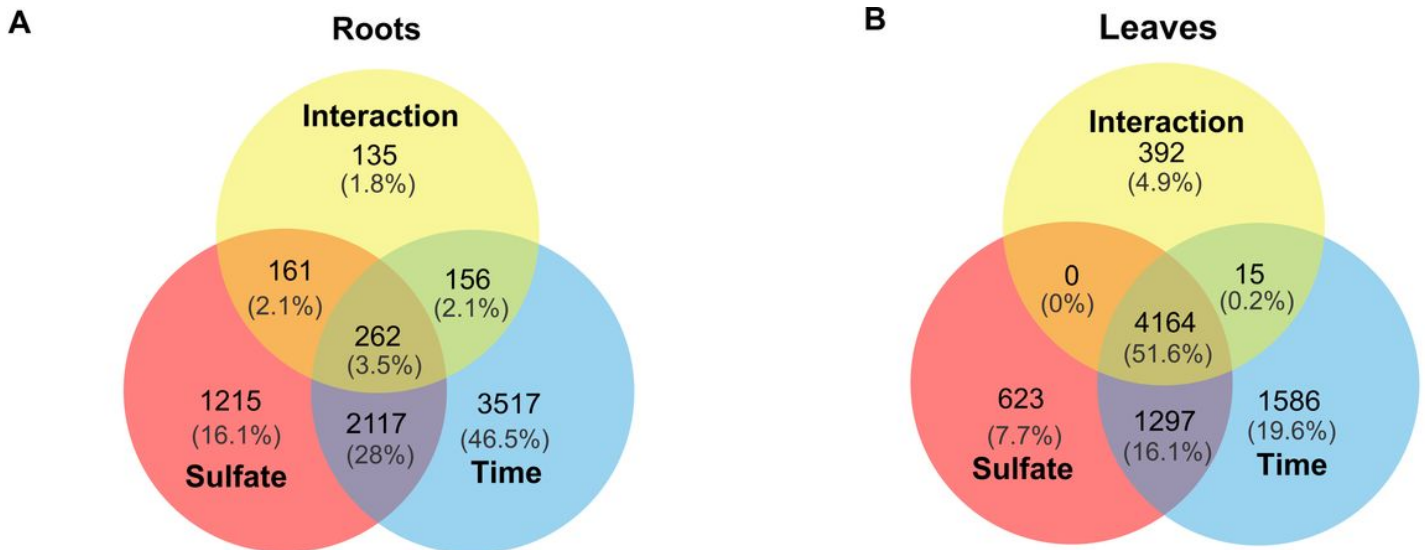 A
Roots
Interaction
135
(1.8%)
161
(2.1%)
156
(2.1%)
262
(3.5%)
1215
(16.1%)
Sulfate
2117
(28%)
3517
(46.5%)
Time
B
Leaves
Interaction
392
(4.9%)
0
(0%)
15
(0.2%)
4164
(51.6%)
623
(7.7%)
Sulfate
1297
(16.1%)
1586
(19.6%)
Time